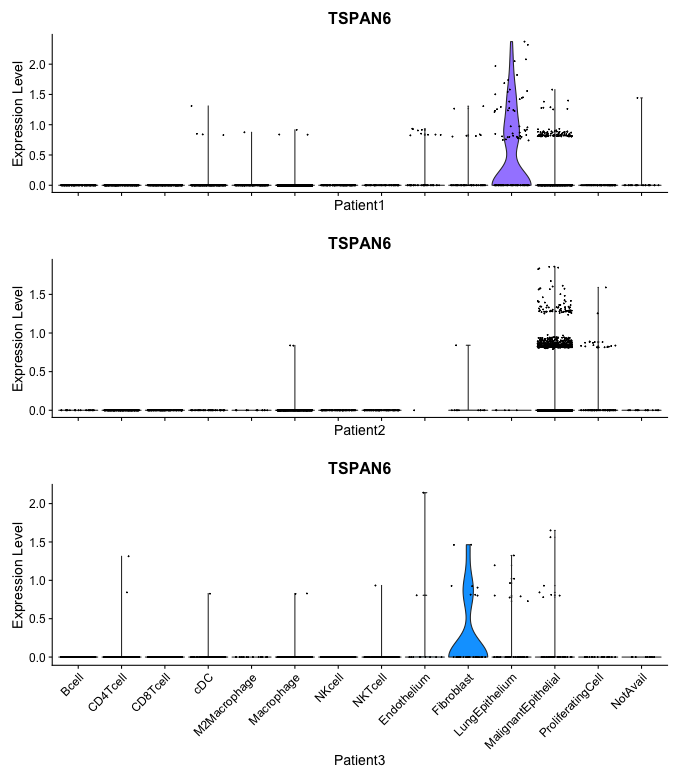 TSPAN6
Expression Level
2.0
1.5
1.0
0.5
0.0
Patient1
TSPAN6
Expression Level
1.5
1.0
0.5
0.0
Patient2
TSPAN6
Expression Level
2.0
1.5
1.0
0.5
0.0
Bcell
CD4Tcell
CD8Tcell
cDC
M2Macrophage
Macrophage
NKcell
NKTcell
Endothelium
Fibroblast
LungEpithelium
MalignantEpithelial
ProliferatingCell
NotAvail
Patient3